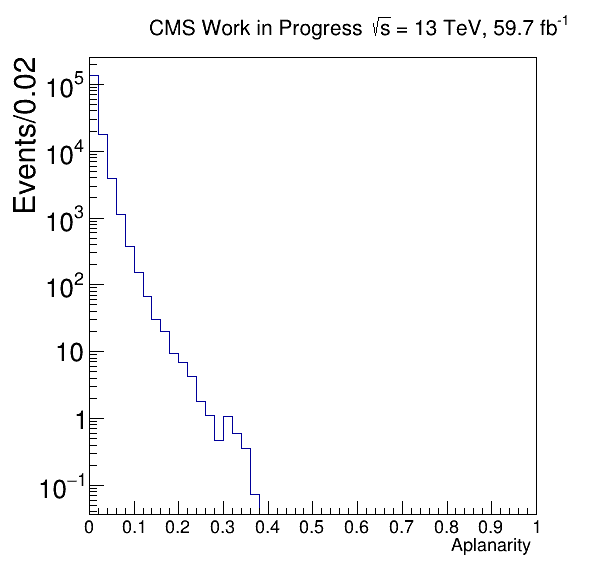 CMS Work in Progress √s = 13 TeV, 59.7 fb⁻¹
Events/0.02
10⁵
10⁴
10³
10²
10
1
10⁻¹
0 0.1 0.2 0.3 0.4 0.5 0.6 0.7 0.8 0.9 1
Aplanarity